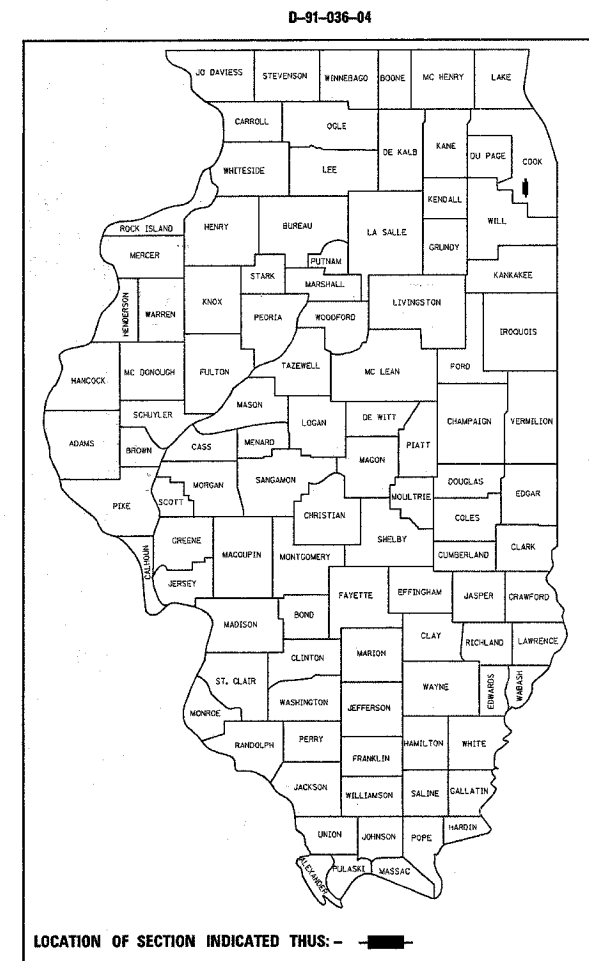 D-91-036-04
JO DAVIESS STEVENSON WINNEBAGO BOONE MC HENRY LAKE
CARROLL OGLE
DE KALB KANE DU PAGE COOK
WHITESIDE LEE
KENDALL WILL
ROCK ISLAND HENRY BUREAU LA SALLE
GRUNDY
MERCER PUTNAM
KANKAKEE
STARK MARSHALL
HENDERSON WARREN KNOX PEORIA WOODFORD LIVINGSTON
IROQUOIS
TAZEWELL FORD
HANCOCK MC DONOUGH FULTON MC LEAN
MASON
SCHUYLER DE WITT
LOGAN CHAMPAIGN VERMILION
ADAMS BROWN CASS MENARD PIATT
MACON
SANGAMON DOUGLAS
MORGAN MOULTRIE EDGAR
PIKE SCOTT
CHRISTIAN COLES
GREENE SHELBY
CALHOUN MACOUPIN MONTGOMERY CUMBERLAND CLARK
JERSEY
FAYETTE EFFINGHAM JASPER CRAWFORD
MADISON BOND
CLAY RICHLAND LAWRENCE
CLINTON MARION
ST. CLAIR WAYNE EDWARDS WABASH
WASHINGTON JEFFERSON
MONROE
RANDOLPH PERRY HAMILTON WHITE
FRANKLIN
JACKSON WILLIAMSON SALINE GALLATIN
UNION JOHNSON POPE HARDIN
ALEXANDER PULASKI MASSAC
LOCATION OF SECTION INDICATED THUS: -